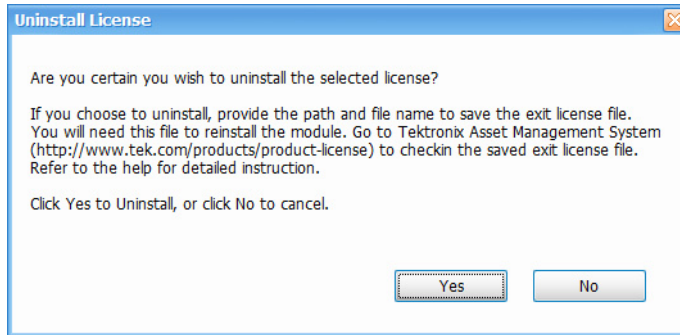 Uninstall License
Are you certain you wish to uninstall the selected license?
If you choose to uninstall, provide the path and file name to save the exit license file.
You will need this file to reinstall the module. Go to Tektronix Asset Management System
(http://www.tek.com/products/product-license) to checkin the saved exit license file.
Refer to the help for detailed instruction.
Click Yes to Uninstall, or click No to cancel.
Yes No